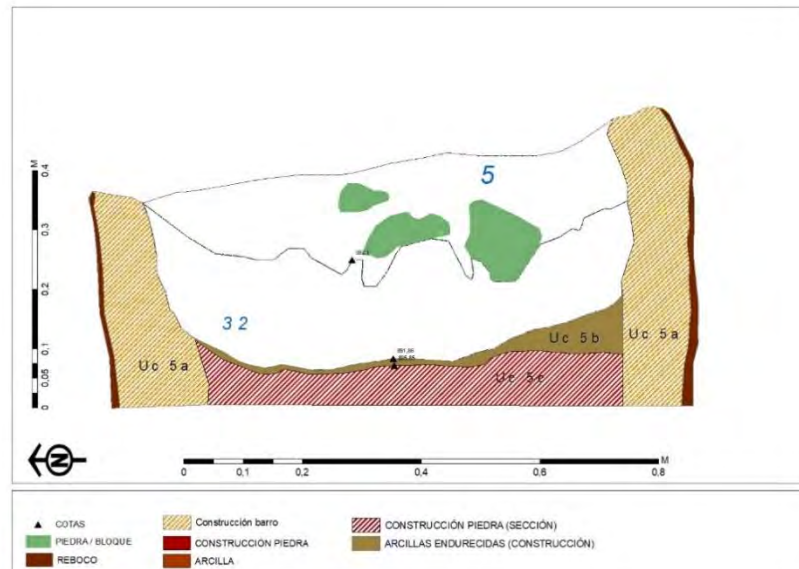 M
0,4
0,3
0,2
0,1
0,05
0
5
3 2
Uc 5a
Uc 5b
Uc 5a
Uc 5c
N
0
0,1
0,2
0,4
0,6
0,8
M
COTAS
PIEDRA / BLOQUE
REBOCO
Construcción barro
CONSTRUCCIÓN PIEDRA
ARCILLA
CONSTRUCCIÓN PIEDRA (SECCIÓN)
ARCILLAS ENDURECIDAS (CONSTRUCCIÓN)